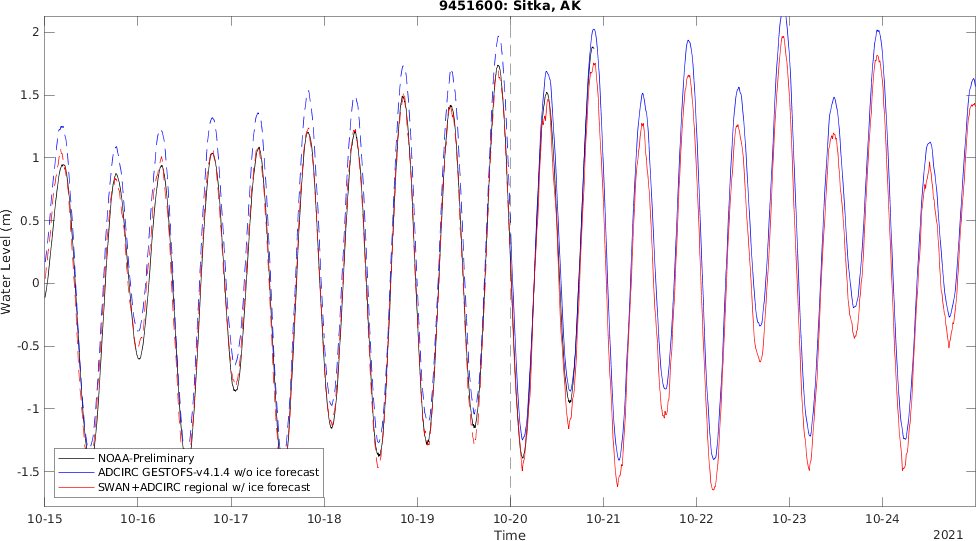 9451600: Sitka, AK
Water Level (m)
2
1.5
1
0.5
0
-0.5
-1
-1.5
NOAA-Preliminary
ADCIRC GESTOFS-v4.1.4 w/o ice forecast
SWAN+ADCIRC regional w/ ice forecast
10-15 10-16 10-17 10-18 10-19 10-20 10-21 10-22 10-23 10-24
Time
2021